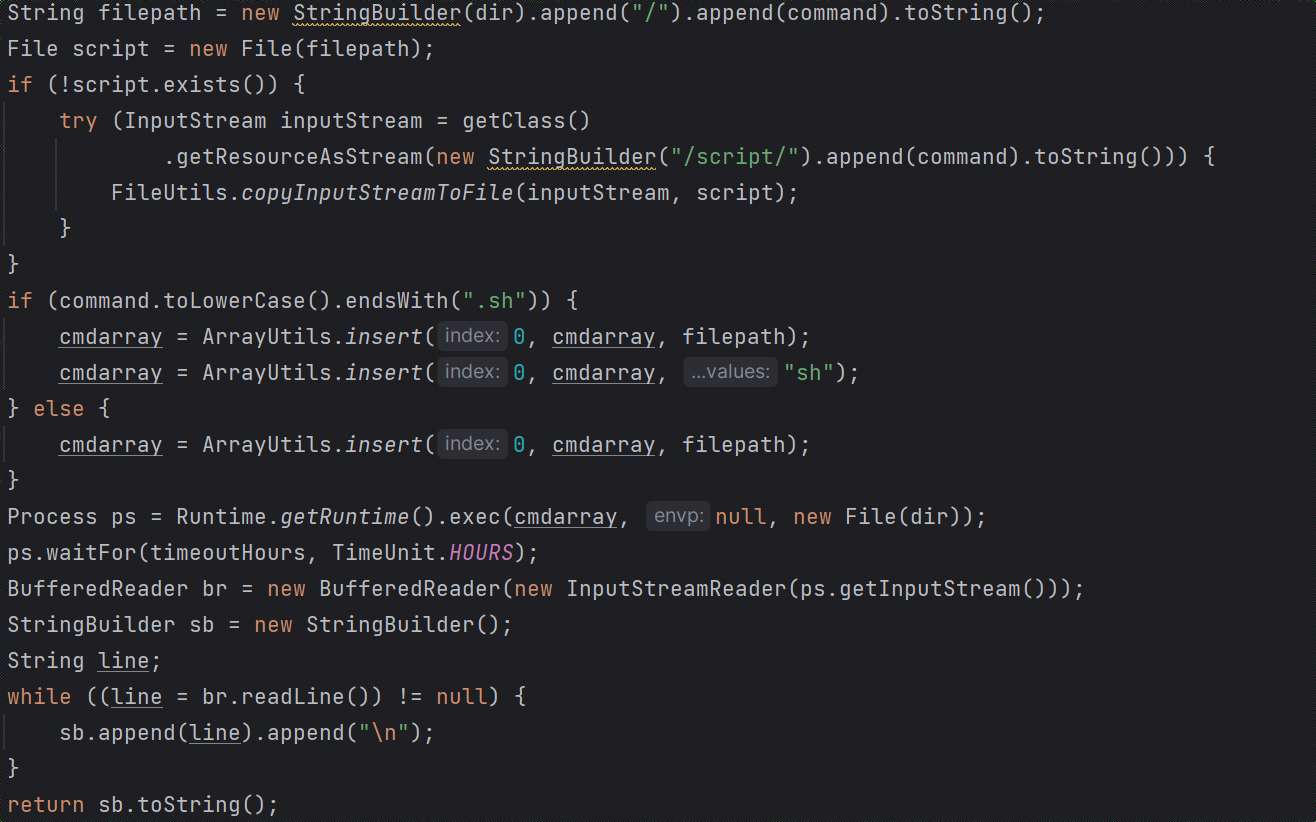 String filepath = new StringBuilder(dir).append("/").append(command).toString();
File script = new File(filepath);
if (!script.exists()) {
    try (InputStream inputStream = getClass()
            .getResourceAsStream(new StringBuilder("/script/").append(command).toString())) {
        FileUtils.copyInputStreamToFile(inputStream, script);
    }
}
if (command.toLowerCase().endsWith(".sh")) {
    cmdarray = ArrayUtils.insert( index: 0, cmdarray, filepath);
    cmdarray = ArrayUtils.insert( index: 0, cmdarray, ...values: "sh");
} else {
    cmdarray = ArrayUtils.insert( index: 0, cmdarray, filepath);
}
Process ps = Runtime.getRuntime().exec(cmdarray, envp: null, new File(dir));
ps.waitFor(timeoutHours, TimeUnit.HOURS);
BufferedReader br = new BufferedReader(new InputStreamReader(ps.getInputStream()));
StringBuilder sb = new StringBuilder();
String line;
while ((line = br.readLine()) != null) {
    sb.append(line).append("\n");
}
return sb.toString();